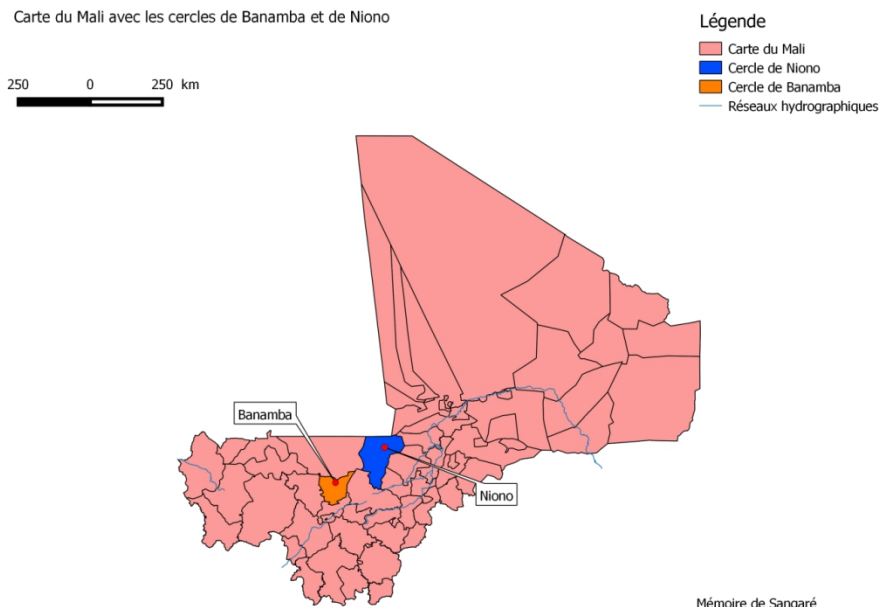 Carte du Mali avec les cercles de Banamba et de Niono
250 0 250 km
Légende
Carte du Mali
Cercle de Niono
Cercle de Banamba
Réseaux hydrographiques
Banamba
Niono
Mémoire de Sangaré